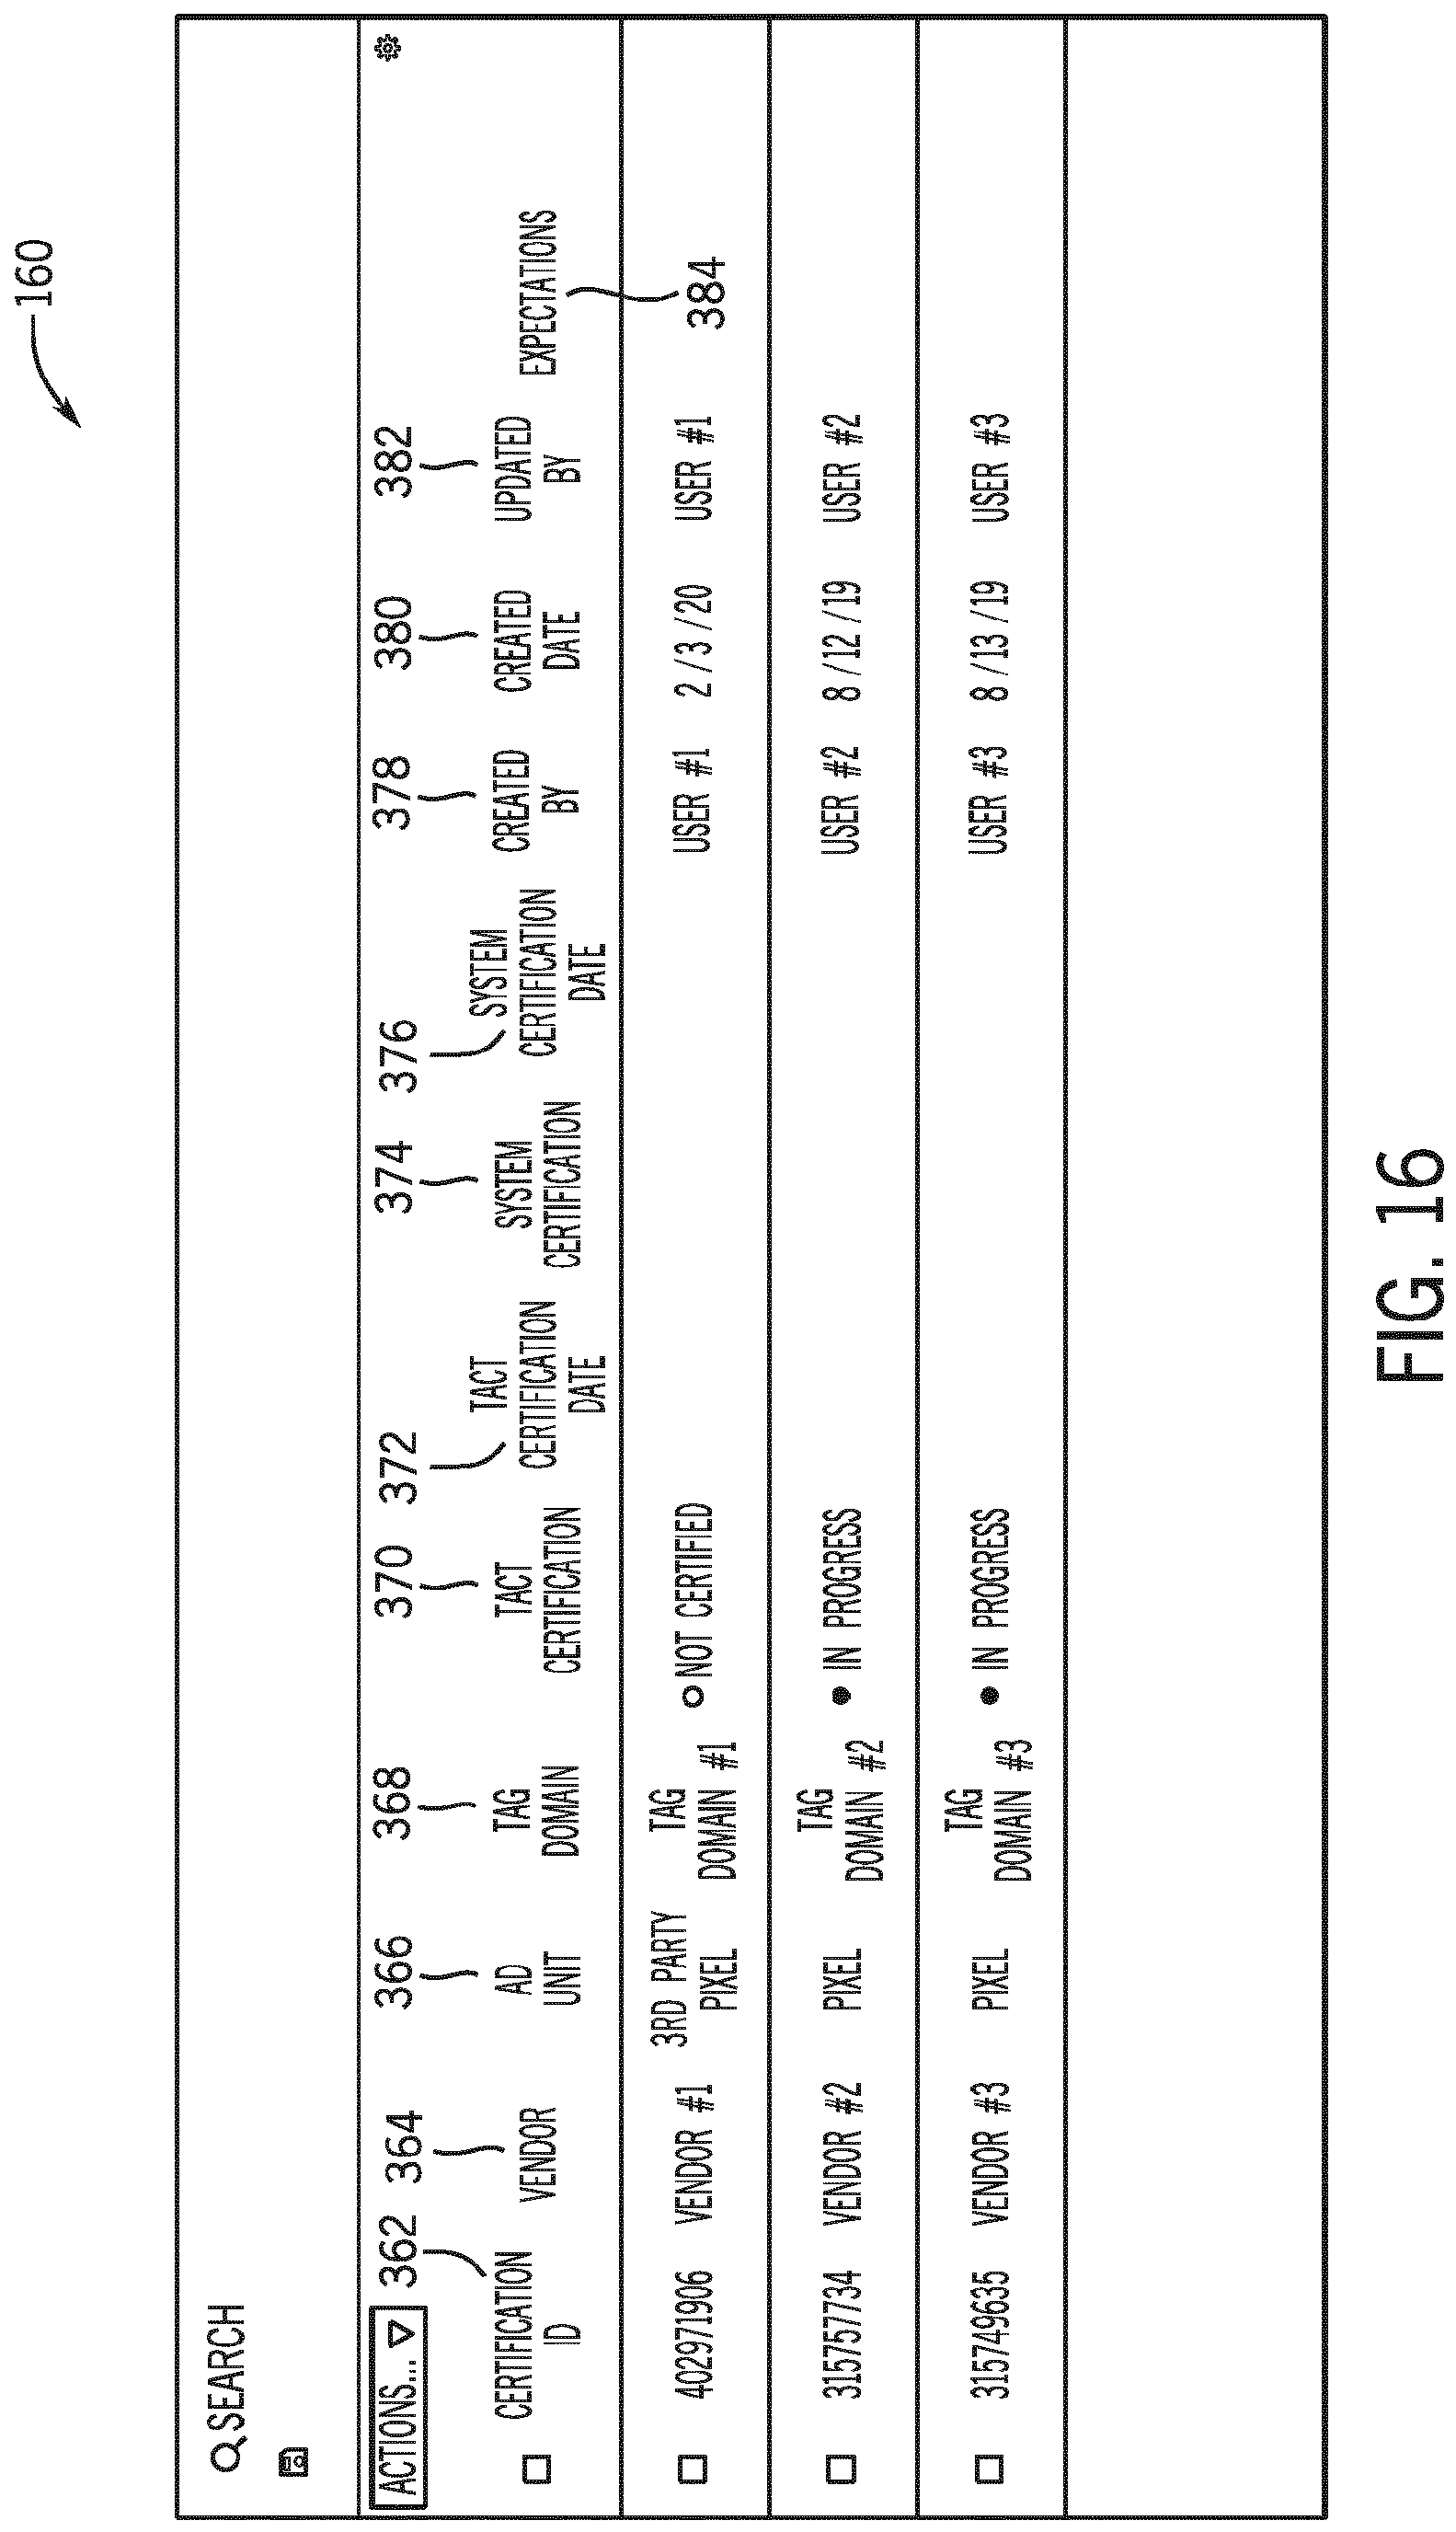 160
SEARCH
ACTIONS...
362
364
366
368
370
372
374
376
378
380
382
CERTIFICATION
ID
VENDOR
AD
UNIT
TAG
DOMAIN
TACT
CERTIFICATION
TACT
CERTIFICATION
DATE
SYSTEM
CERTIFICATION
SYSTEM
CERTIFICATION
DATE
CREATED
BY
CREATED
DATE
UPDATED
BY
EXPECTATIONS
384
402971906
VENDOR #1
3RD PARTY
PIXEL
TAG
DOMAIN #1
NOT CERTIFIED
USER #1
2 / 3 / 20
USER #1
315757734
VENDOR #2
PIXEL
TAG
DOMAIN #2
IN PROGRESS
USER #2
8 / 12 / 19
USER #2
315749635
VENDOR #3
PIXEL
TAG
DOMAIN #3
IN PROGRESS
USER #3
8 / 13 / 19
USER #3
FIG. 16